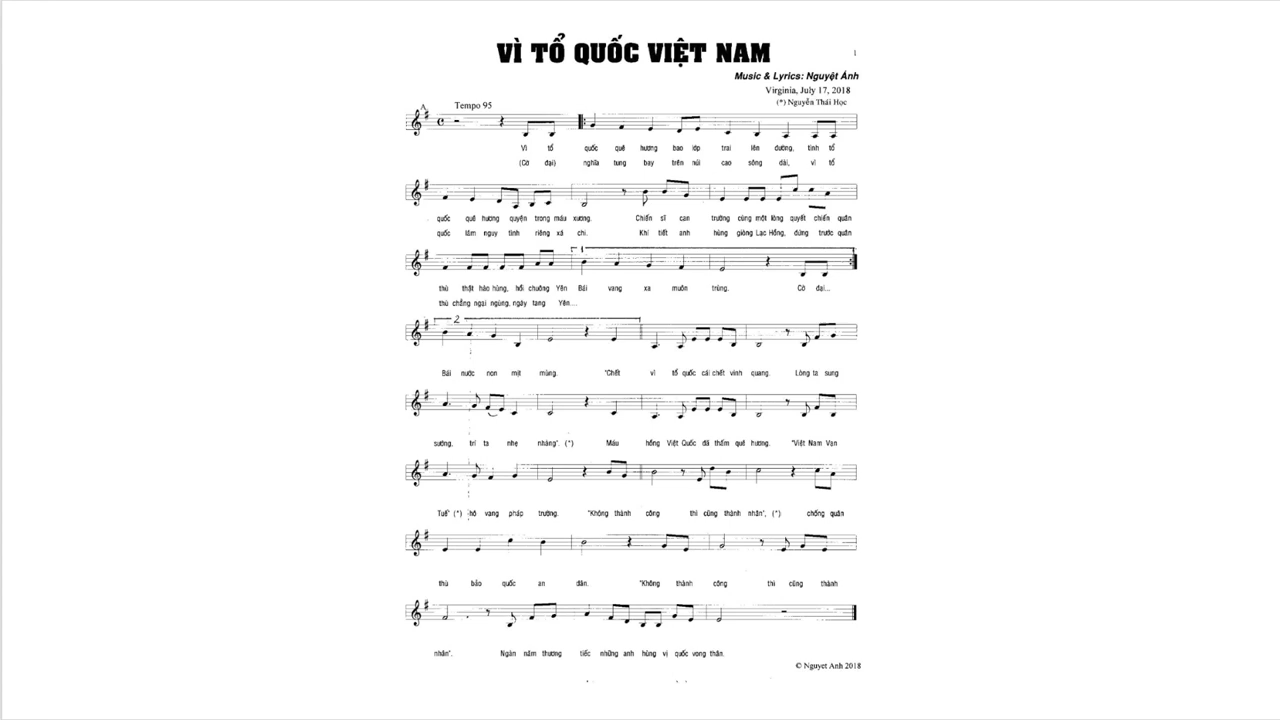 VÌ TỔ QUỐC VIỆT NAM
1
Music & Lyrics: Nguyệt Ánh
Virginia, July 17, 2018
(*) Nguyễn Thái Học
A
Tempo 95
Vì tổ quốc quê hương bao lớp trai lên đường, tình tổ
(Cờ đại) nghĩa tung bay trên núi cao sông dài, vì tổ
quốc quê hương quyện trong máu xương. Chiến sĩ can trường cùng một lòng quyết chiến quân
quốc lâm nguy tình riêng xá chi. Khí tiết anh hùng giòng Lạc Hồng, đứng trước quân
1
thù thật hào hùng, hồi chuông Yên Bái vang xa muôn trùng. Cờ đại...
thù chẳng ngại ngùng, ngày tang Yên...
2
Bái nước non mịt mùng. "Chết vì tổ quốc cái chết vinh quang. Lòng ta sung
sướng, trí ta nhẹ nhàng". (*) Máu hồng Việt Quốc đã thấm quê hương. "Việt Nam Vạn
Tuế" (*) hô vang pháp trường. "Không thành công thì cũng thành nhân", (*) chống quân
thù bảo quốc an dân. "Không thành công thì cũng thành
nhân". Ngàn năm thương tiếc những anh hùng vị quốc vong thân.
© Nguyet Anh 2018